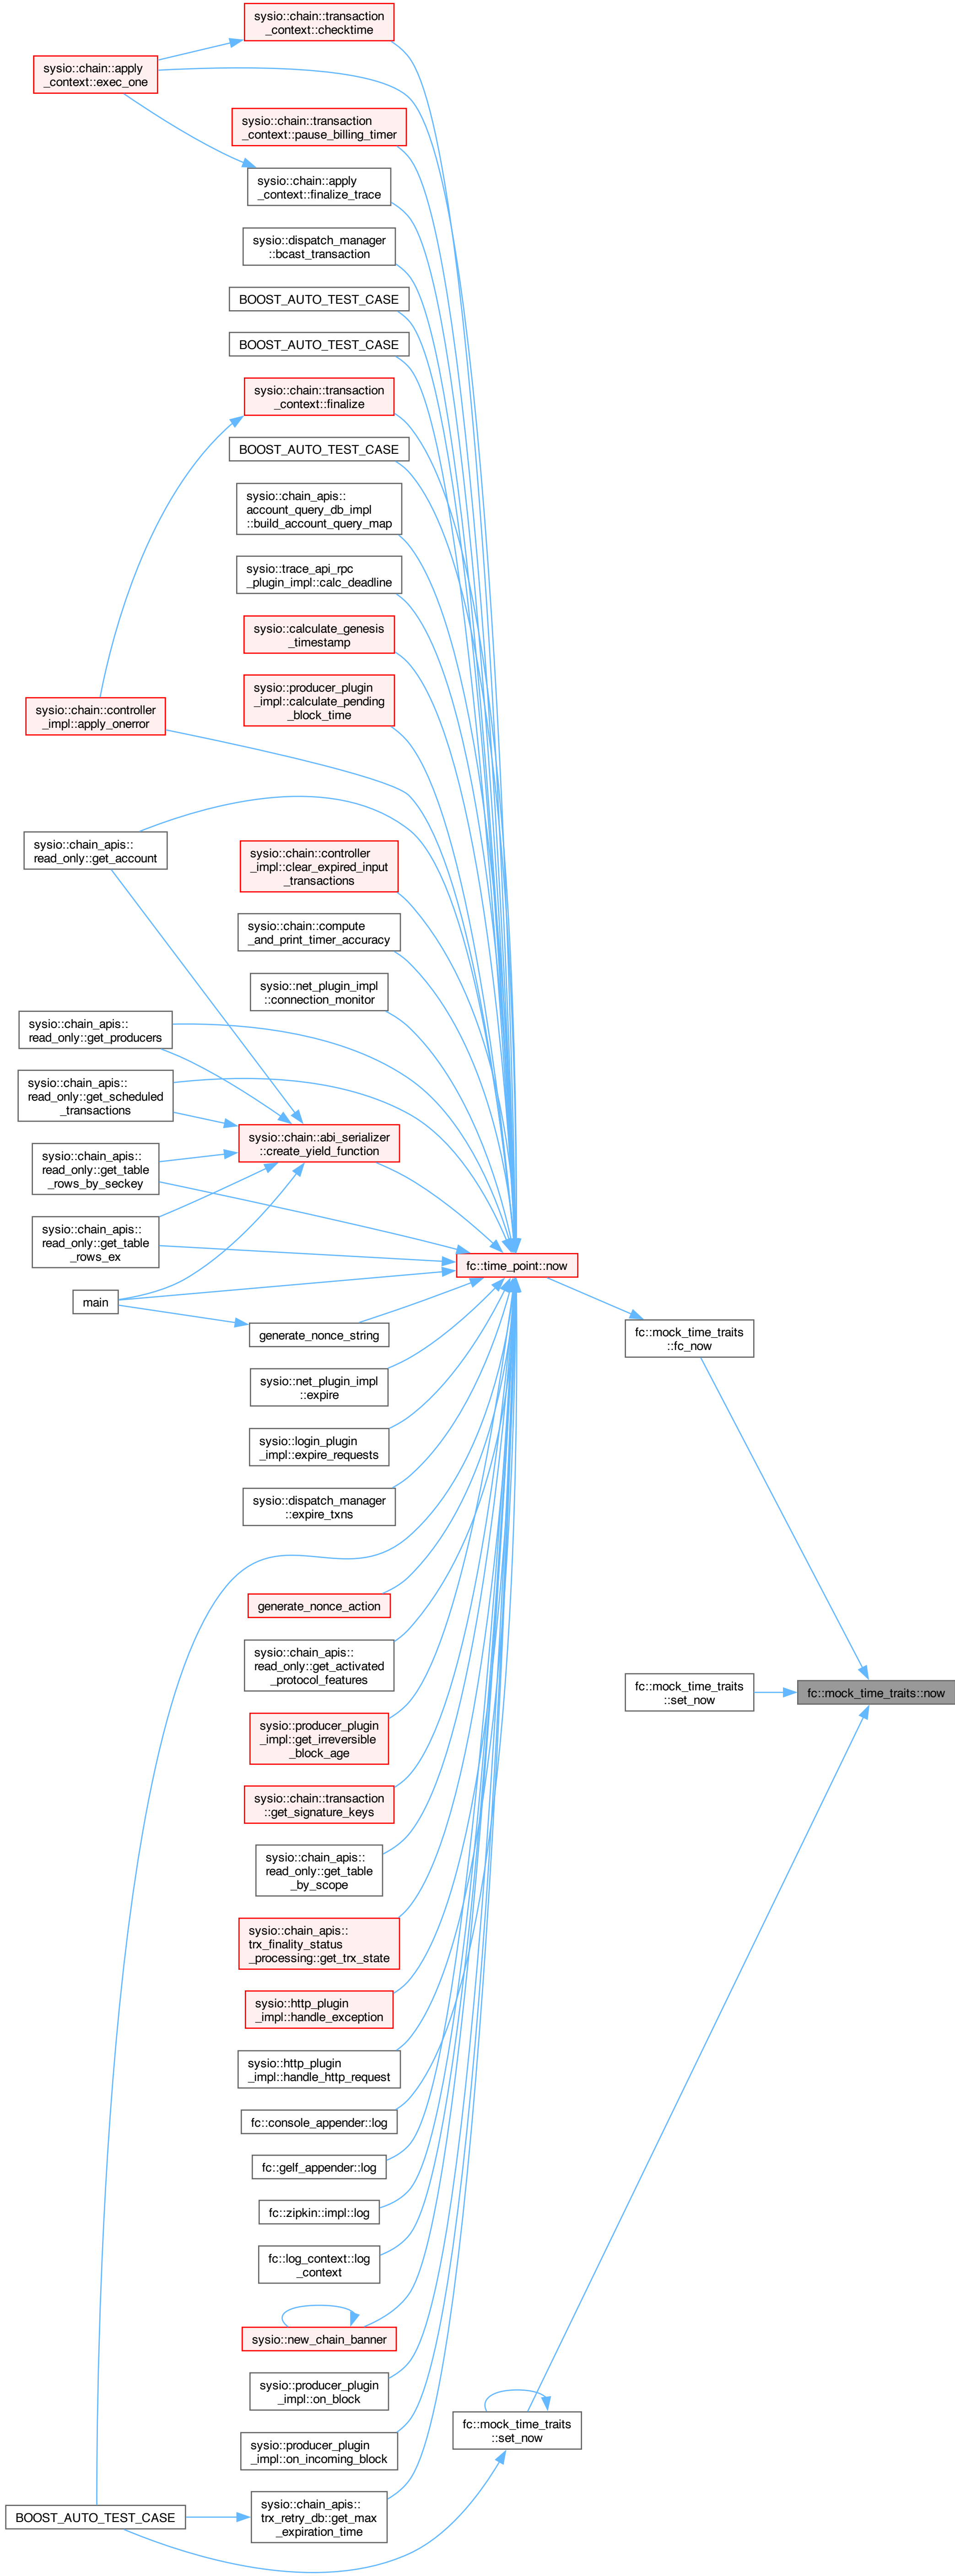 sysio::chain::transaction
_context::checktime
sysio::chain::apply
_context::exec_one
sysio::chain::transaction
_context::pause_billing_timer
sysio::chain::apply
_context::finalize_trace
sysio::dispatch_manager
::bcast_transaction
BOOST_AUTO_TEST_CASE
BOOST_AUTO_TEST_CASE
sysio::chain::transaction
_context::finalize
BOOST_AUTO_TEST_CASE
sysio::chain_apis::
account_query_db_impl
::build_account_query_map
sysio::trace_api_rpc
_plugin_impl::calc_deadline
sysio::calculate_genesis
_timestamp
sysio::producer_plugin
_impl::calculate_pending
_block_time
sysio::chain::controller
_impl::apply_onerror
sysio::chain_apis::
read_only::get_account
sysio::chain::controller
_impl::clear_expired_input
_transactions
sysio::chain::compute
_and_print_timer_accuracy
sysio::net_plugin_impl
::connection_monitor
sysio::chain_apis::
read_only::get_producers
sysio::chain_apis::
read_only::get_scheduled
_transactions
sysio::chain::abi_serializer
::create_yield_function
sysio::chain_apis::
read_only::get_table
_rows_by_seckey
sysio::chain_apis::
read_only::get_table
_rows_ex
fc::time_point::now
main
generate_nonce_string
fc::mock_time_traits
::fc_now
sysio::net_plugin_impl
::expire
sysio::login_plugin
_impl::expire_requests
sysio::dispatch_manager
::expire_txns
generate_nonce_action
sysio::chain_apis::
read_only::get_activated
_protocol_features
fc::mock_time_traits
::set_now
fc::mock_time_traits::now
sysio::producer_plugin
_impl::get_irreversible
_block_age
sysio::chain::transaction
::get_signature_keys
sysio::chain_apis::
read_only::get_table
_by_scope
sysio::chain_apis::
trx_finality_status
_processing::get_trx_state
sysio::http_plugin
_impl::handle_exception
sysio::http_plugin
_impl::handle_http_request
fc::console_appender::log
fc::gelf_appender::log
fc::zipkin::impl::log
fc::log_context::log
_context
sysio::new_chain_banner
sysio::producer_plugin
_impl::on_block
fc::mock_time_traits
::set_now
sysio::producer_plugin
_impl::on_incoming_block
sysio::chain_apis::
trx_retry_db::get_max
_expiration_time
BOOST_AUTO_TEST_CASE